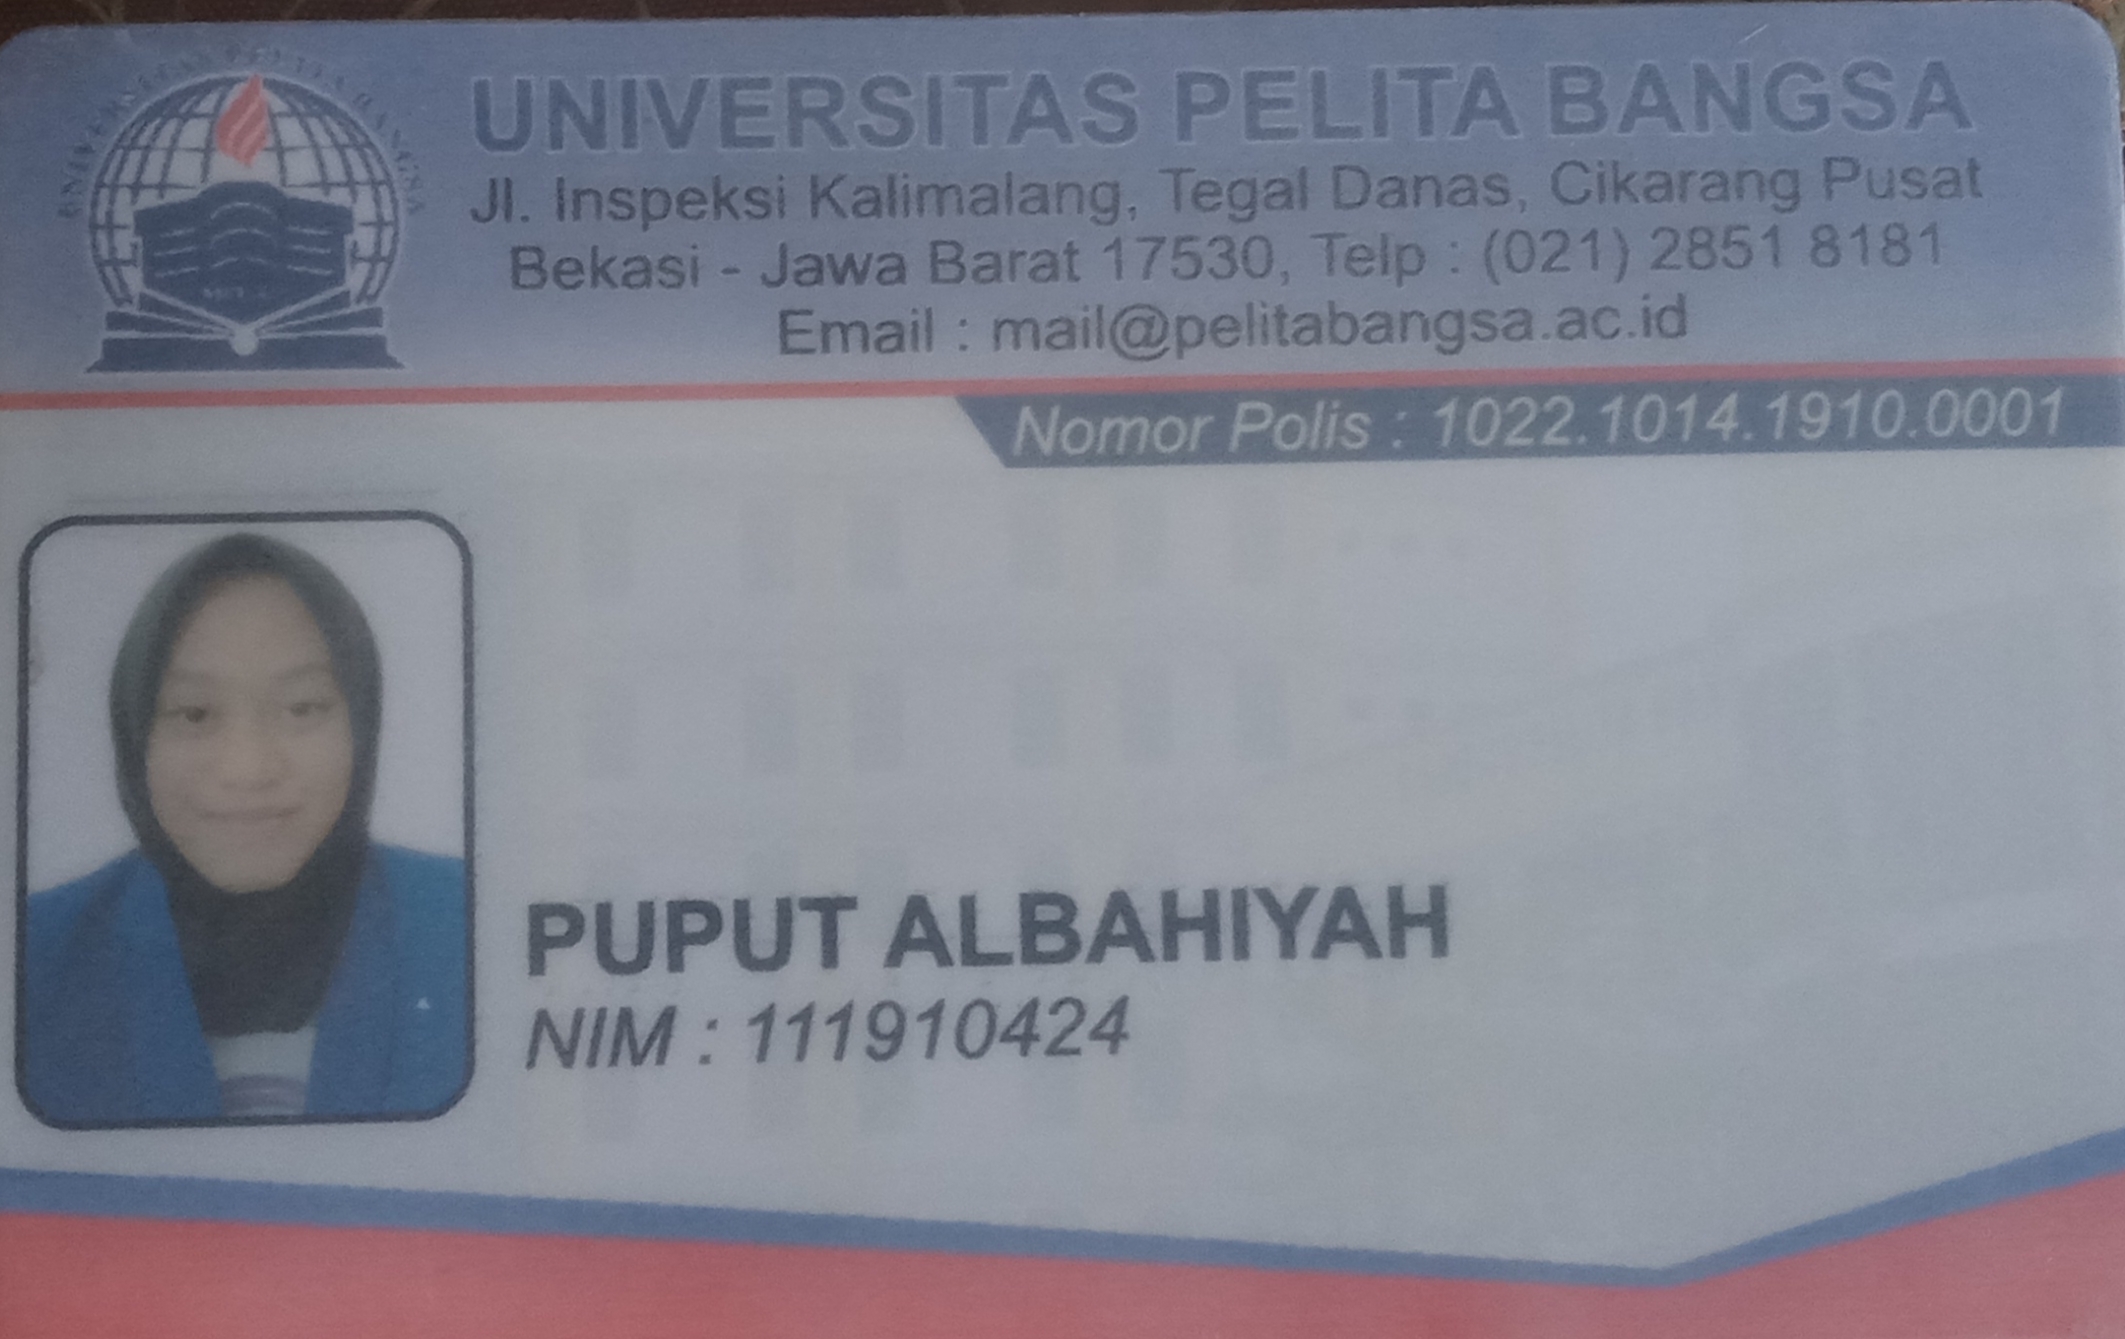 UNIVERSITAS PELITA BANGSA
Jl. Inspeksi Kalimalang, Tegal Danas, Cikarang Pusat
Bekasi - Jawa Barat 17530, Telp : (021) 2851 8181
Email : mail@pelitabangsa.ac.id
Nomor Polis : 1022.1014.1910.0001
PUPUT ALBAHIYAH
NIM : 111910424